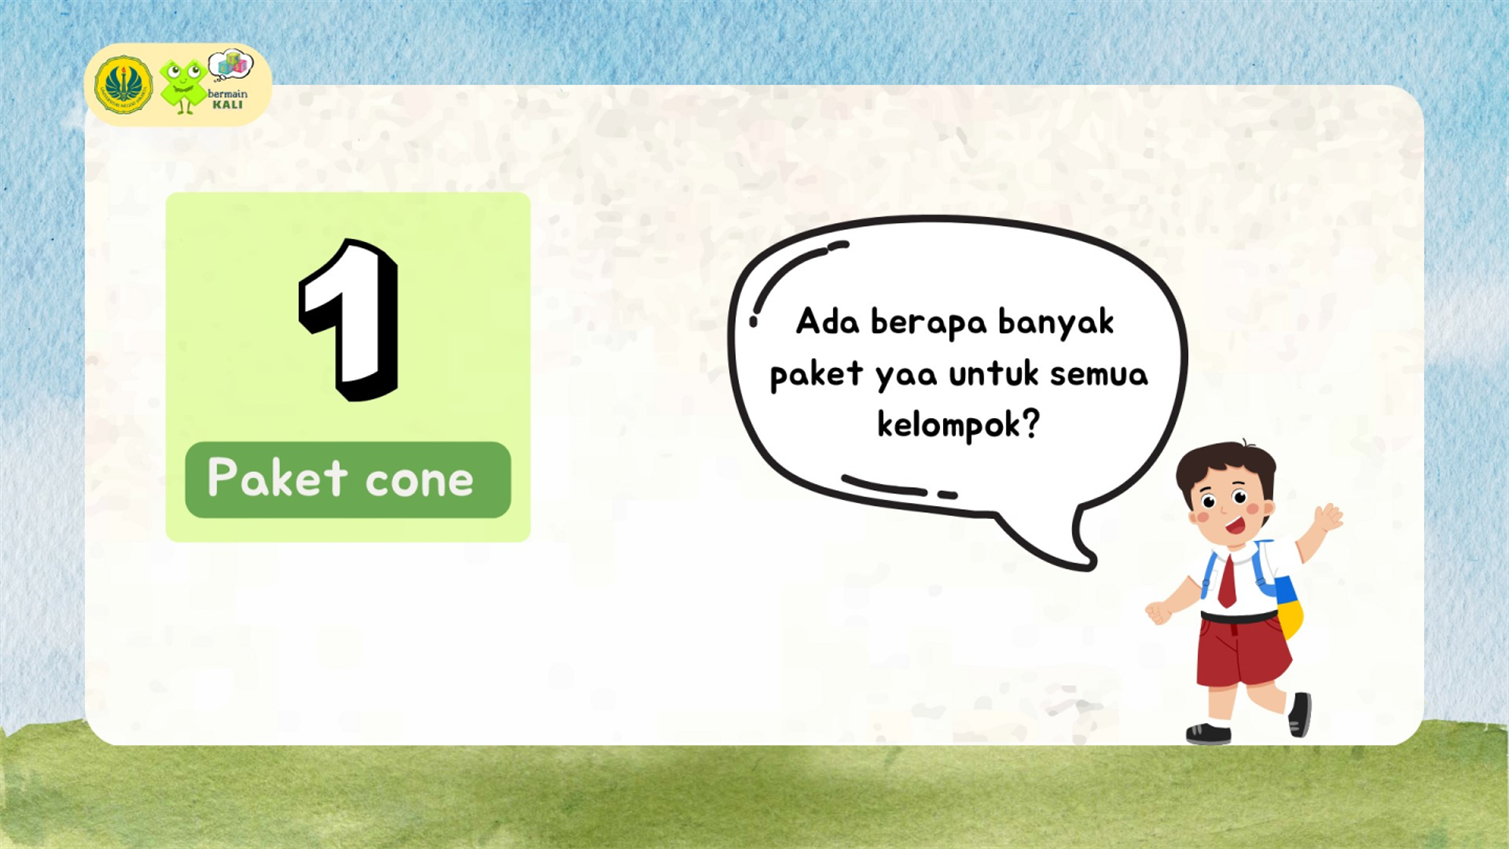 bermain
KALI
1
Paket cone
Ada berapa banyak
paket yaa untuk semua
kelompok?